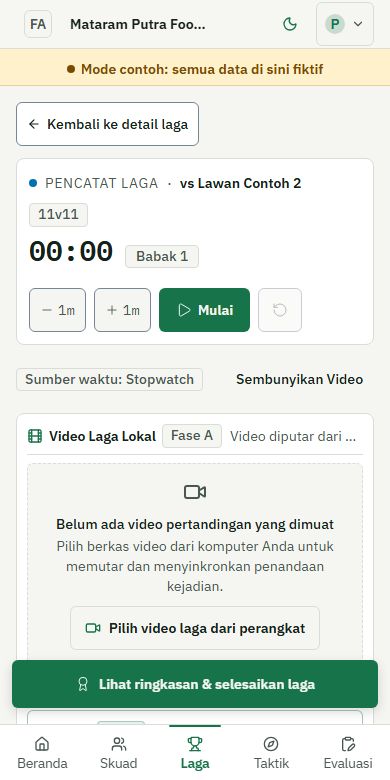 FA Mataram Putra Foo... P
Mode contoh: semua data di sini fiktif
Kembali ke detail laga
PENCATAT LAGA · vs Lawan Contoh 2
11v11
00:00 Babak 1
− 1m + 1m Mulai
Sumber waktu: Stopwatch Sembunyikan Video
Video Laga Lokal Fase A Video diputar dari ...
Belum ada video pertandingan yang dimuat
Pilih berkas video dari komputer Anda untuk
memutar dan menyinkronkan penandaan
kejadian.
Pilih video laga dari perangkat
Lihat ringkasan & selesaikan laga
Beranda Skuad Laga Taktik Evaluasi